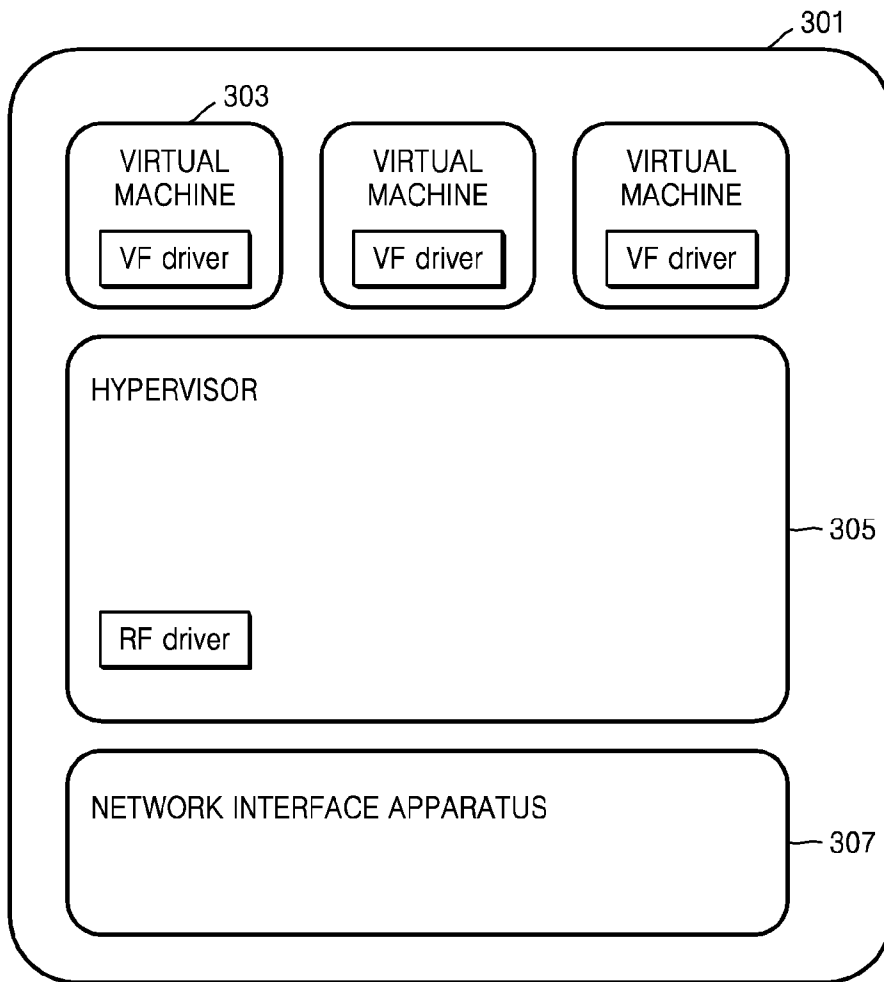 301
303
VIRTUAL
MACHINE
VF driver
VIRTUAL
MACHINE
VF driver
VIRTUAL
MACHINE
VF driver
HYPERVISOR
305
RF driver
NETWORK INTERFACE APPARATUS
307